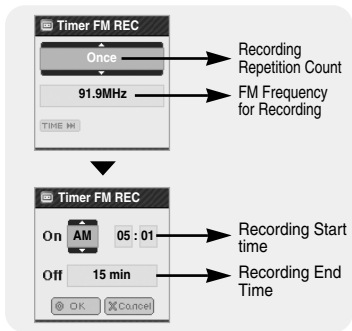 Timer FM REC
Once
Recording
Repetition Count
91.9MHz
FM Frequency
for Recording
TIME
Timer FM REC
On AM 05 : 01
Recording Start
time
Off 15 min
Recording End
Time
OK Cancel